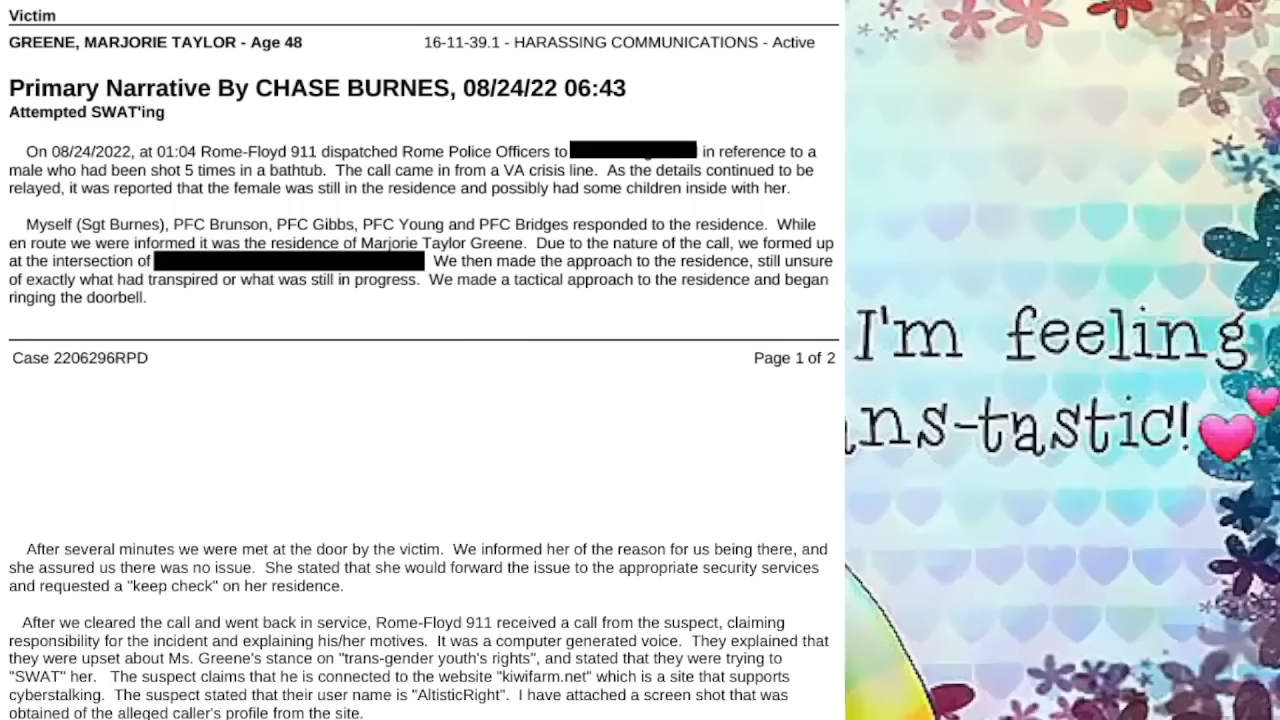 Victim
GREENE, MARJORIE TAYLOR - Age 48 16-11-39.1 - HARASSING COMMUNICATIONS - Active
Primary Narrative By CHASE BURNES, 08/24/22 06:43
Attempted SWAT'ing
On 08/24/2022, at 01:04 Rome-Floyd 911 dispatched Rome Police Officers to in reference to a
male who had been shot 5 times in a bathtub. The call came in from a VA crisis line. As the details continued to be
relayed, it was reported that the female was still in the residence and possibly had some children inside with her.
Myself (Sgt Burnes), PFC Brunson, PFC Gibbs, PFC Young and PFC Bridges responded to the residence. While
en route we were informed it was the residence of Marjorie Taylor Greene. Due to the nature of the call, we formed up
at the intersection of We then made the approach to the residence, still unsure
of exactly what had transpired or what was still in progress. We made a tactical approach to the residence and began
ringing the doorbell.
Case 2206296RPD Page 1 of 2
After several minutes we were met at the door by the victim. We informed her of the reason for us being there, and
she assured us there was no issue. She stated that she would forward the issue to the appropriate security services
and requested a "keep check" on her residence.
After we cleared the call and went back in service, Rome-Floyd 911 received a call from the suspect, claiming
responsibility for the incident and explaining his/her motives. It was a computer generated voice. They explained that
they were upset about Ms. Greene's stance on "trans-gender youth's rights", and stated that they were trying to
"SWAT" her. The suspect claims that he is connected to the website "kiwifarm.net" which is a site that supports
cyberstalking. The suspect stated that their user name is "AltisticRight". I have attached a screen shot that was
obtained of the alleged caller's profile from the site.
I'm feeling
ns-tastic!